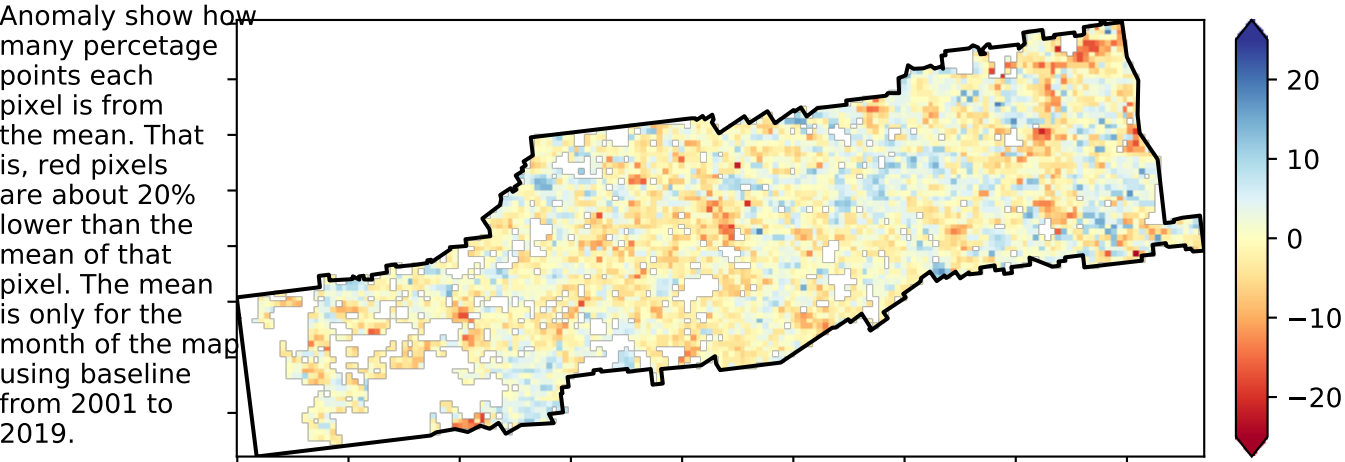 Anomaly show how
many percetage
points each
pixel is from
the mean. That
is, red pixels
are about 20%
lower than the
mean of that
pixel. The mean
is only for the
month of the map
using baseline
from 2001 to
2019.
20
10
0
−10
−20